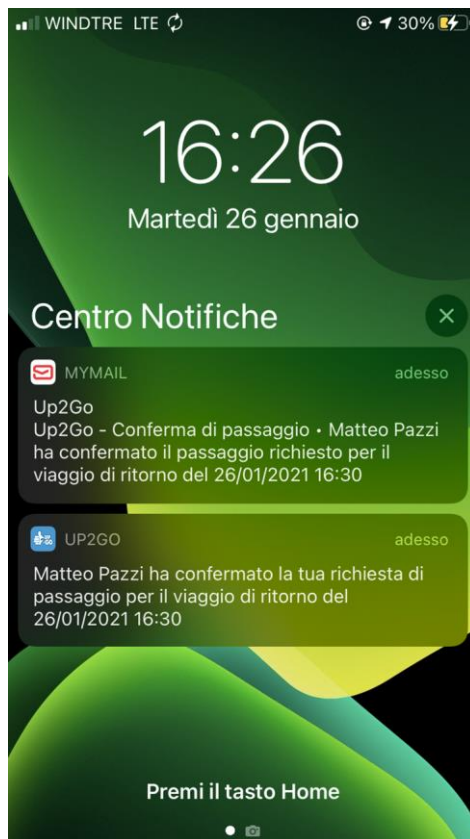 WINDTRE LTE 30%
16:26
Martedì 26 gennaio
Centro Notifiche
MYMAIL adesso
Up2Go
Up2Go - Conferma di passaggio • Matteo Pazzi
ha confermato il passaggio richiesto per il
viaggio di ritorno del 26/01/2021 16:30
UP2GO adesso
Matteo Pazzi ha confermato la tua richiesta di
passaggio per il viaggio di ritorno del
26/01/2021 16:30
Premi il tasto Home